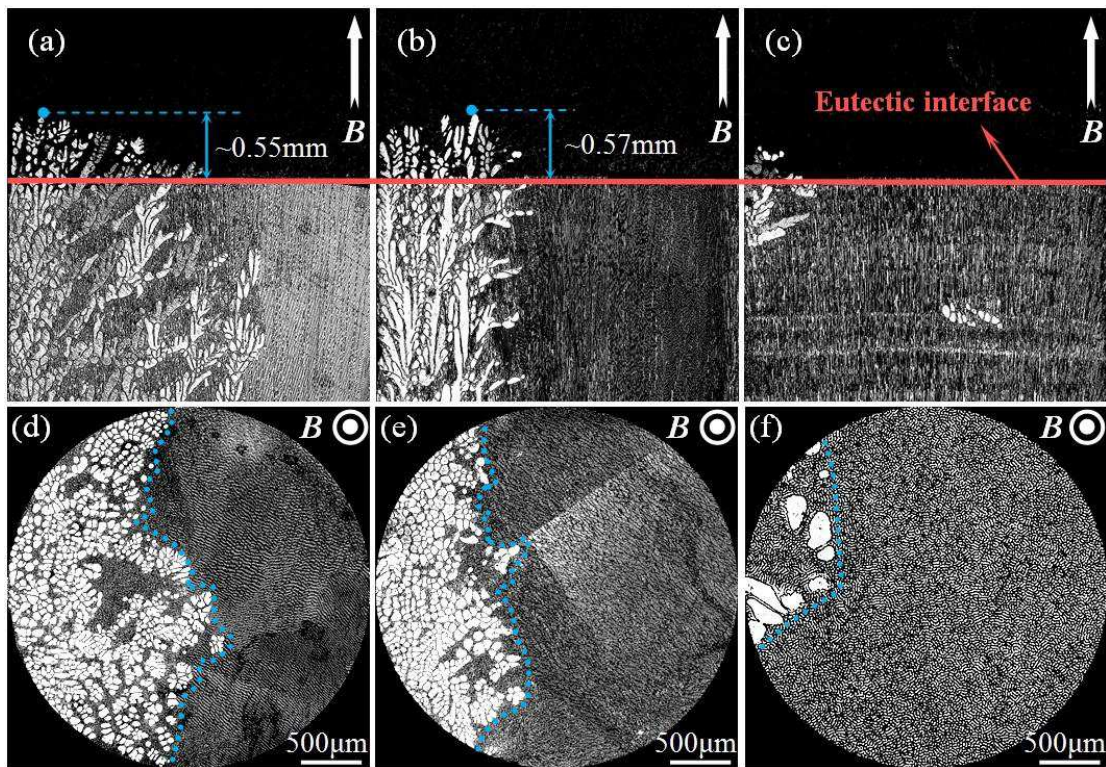 (a)
B
~0.55mm
(b)
B
~0.57mm
(c)
B
Eutectic interface
(d)
B
500μm
(e)
B
500μm
(f)
B
500μm